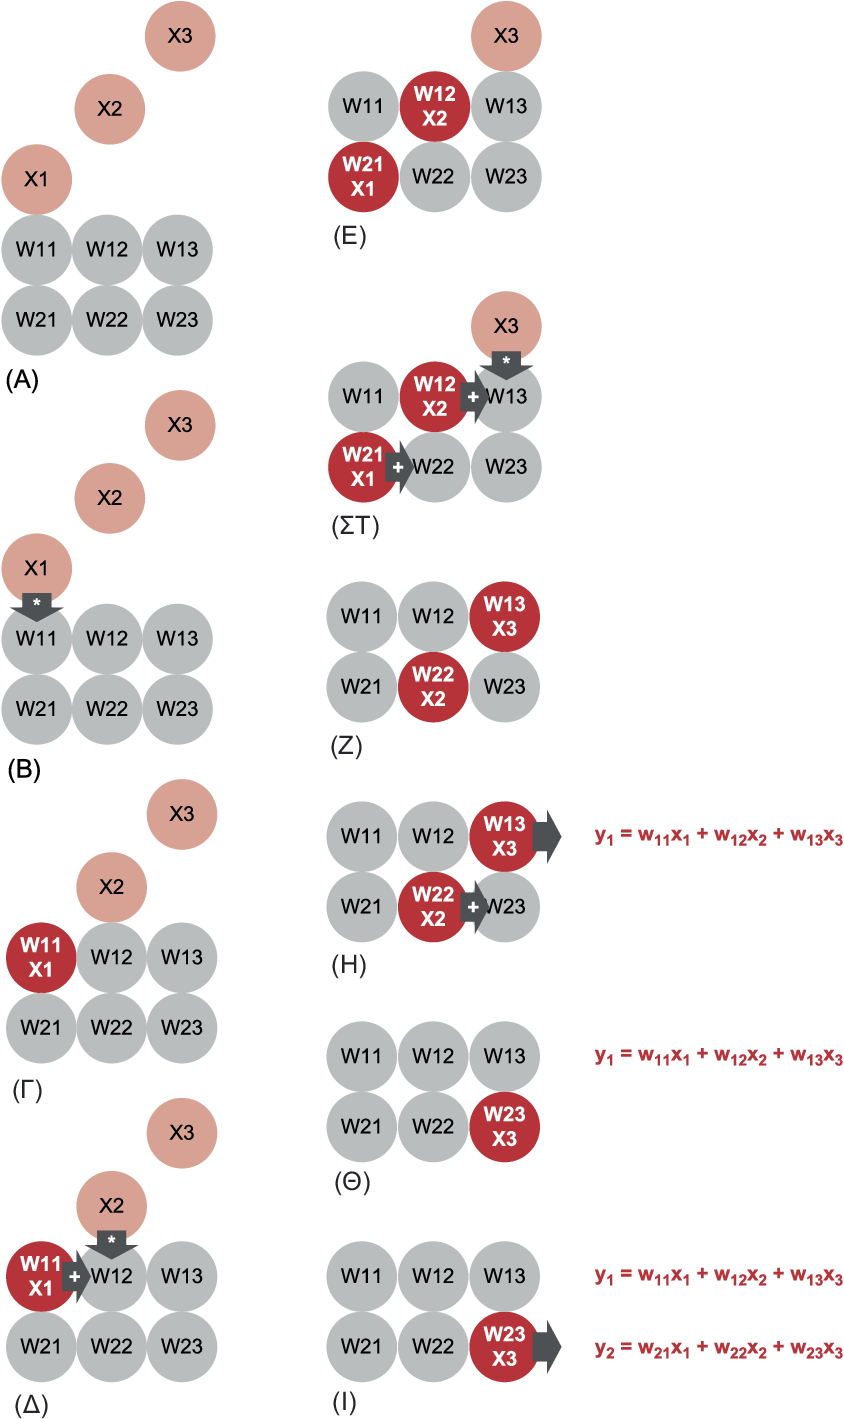 X3
X2
X1
W11 W12 W13
W21 W22 W23
(A)
X3
X2
X1
*
W11 W12 W13
W21 W22 W23
(B)
X3
X2
W11 X1 W12 W13
W21 W22 W23
(Γ)
X3
X2
*
W11 X1 + W12 W13
W21 W22 W23
(Δ)
X3
W11 W12 X2 W13
W21 X1 W22 W23
(E)
X3
*
W11 W12 X2 + W13
W21 X1 + W22 W23
(ΣT)
W11 W12 W13 X3
W21 W22 X2 W23
(Z)
W11 W12 W13 X3 y₁ = w₁₁x₁ + w₁₂x₂ + w₁₃x₃
W21 W22 X2 + W23
(H)
W11 W12 W13 y₁ = w₁₁x₁ + w₁₂x₂ + w₁₃x₃
W21 W22 W23 X3
(Θ)
W11 W12 W13 y₁ = w₁₁x₁ + w₁₂x₂ + w₁₃x₃
W21 W22 W23 X3 y₂ = w₂₁x₁ + w₂₂x₂ + w₂₃x₃
(I)